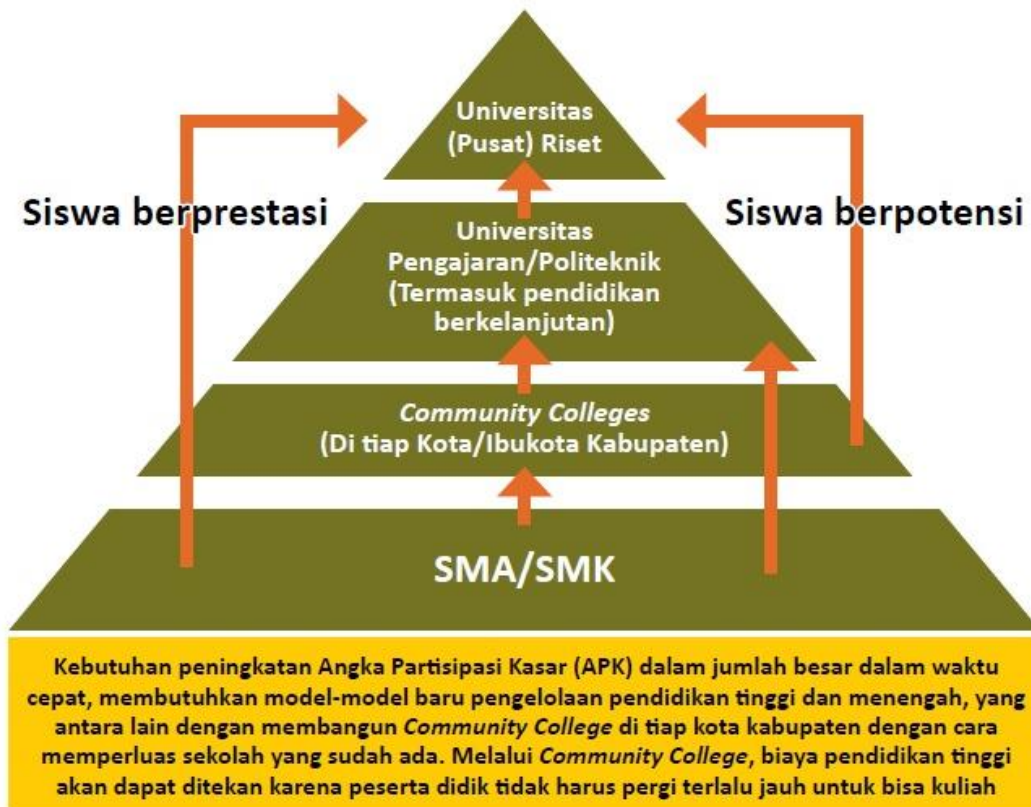 Universitas
(Pusat) Riset
Siswa berprestasi
Siswa berpotensi
Universitas
Pengajaran/Politeknik
(Termasuk pendidikan
berkelanjutan)
Community Colleges
(Di tiap Kota/Ibukota Kabupaten)
SMA/SMK
Kebutuhan peningkatan Angka Partisipasi Kasar (APK) dalam jumlah besar dalam waktu
cepat, membutuhkan model-model baru pengelolaan pendidikan tinggi dan menengah, yang
antara lain dengan membangun Community College di tiap kota kabupaten dengan cara
memperluas sekolah yang sudah ada. Melalui Community College, biaya pendidikan tinggi
akan dapat ditekan karena peserta didik tidak harus pergi terlalu jauh untuk bisa kuliah